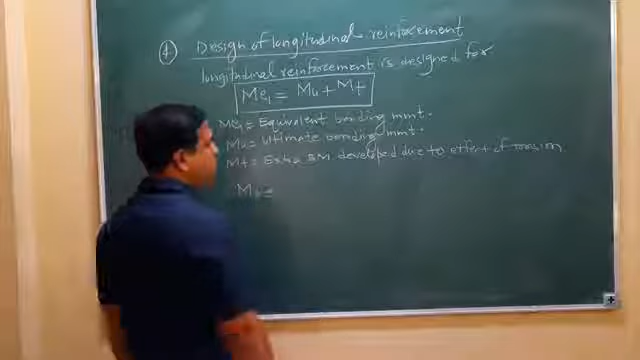 ④ Design of longitudinal reinforcement
longitudinal reinforcement is designed for
Me₁ = Mu + Mt
Me₁ = Equivalent bending mmt.
Mu = Ultimate bending mmt.
Mt = Extra BM developed due to effect of torsion
Mt =